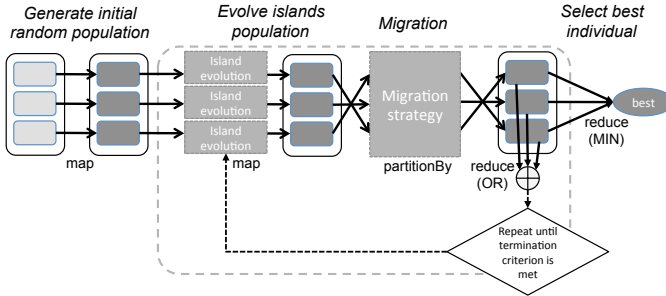 Generate initial
random population
Evolve islands
population
Migration
Select best
individual
Island
evolution
Island
evolution
Island
evolution
Migration
strategy
best
map
map
partitionBy
reduce
(OR)
reduce
(MIN)
Repeat until
termination
criterion is
met